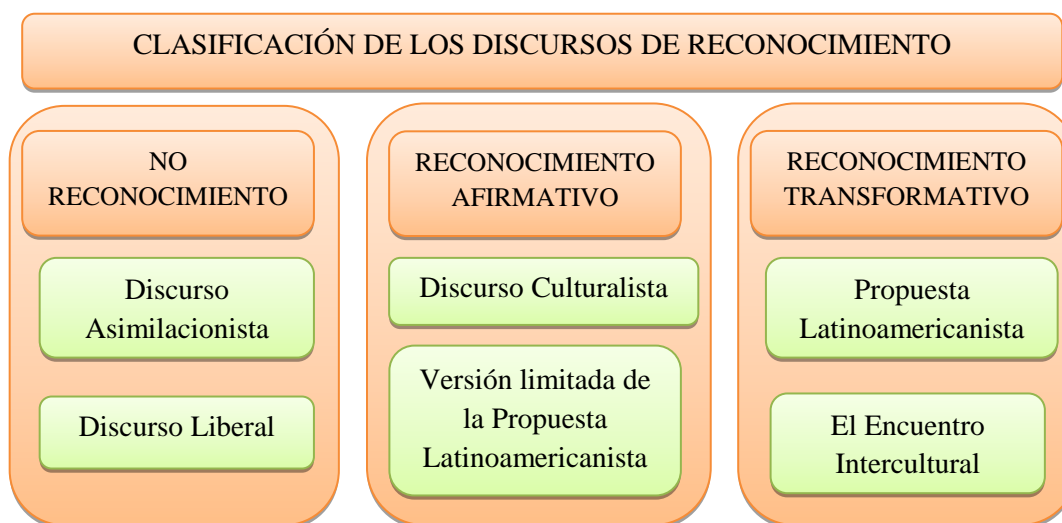 CLASIFICACIÓN DE LOS DISCURSOS DE RECONOCIMIENTO
NO
RECONOCIMIENTO
Discurso
Asimilacionista
Discurso Liberal
RECONOCIMIENTO
AFIRMATIVO
Discurso Culturalista
Versión limitada de
la Propuesta
Latinoamericanista
RECONOCIMIENTO
TRANSFORMATIVO
Propuesta
Latinoamericanista
El Encuentro
Intercultural